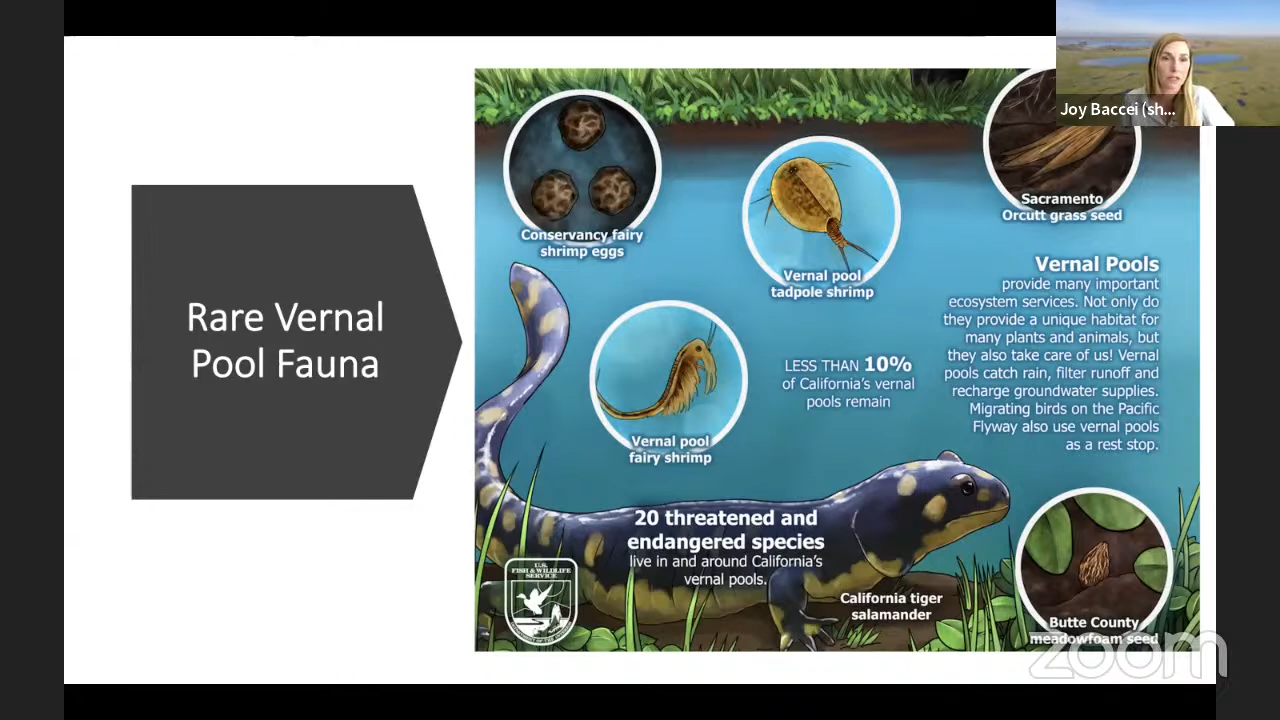 Joy Baccei (sh...
Rare Vernal
Pool Fauna
Conservancy fairy
shrimp eggs
Vernal pool
tadpole shrimp
Sacramento
Orcutt grass seed
Vernal pool
fairy shrimp
LESS THAN 10%
of California's vernal
pools remain
Vernal Pools
provide many important
ecosystem services. Not only do
they provide a unique habitat for
many plants and animals, but
they also take care of us! Vernal
pools catch rain, filter runoff and
recharge groundwater supplies.
Migrating birds on the Pacific
Flyway also use vernal pools
as a rest stop.
20 threatened and
endangered species
live in and around California's
vernal pools.
California tiger
salamander
Butte County
meadowfoam seed
U.S.
FISH & WILDLIFE
SERVICE
zoom